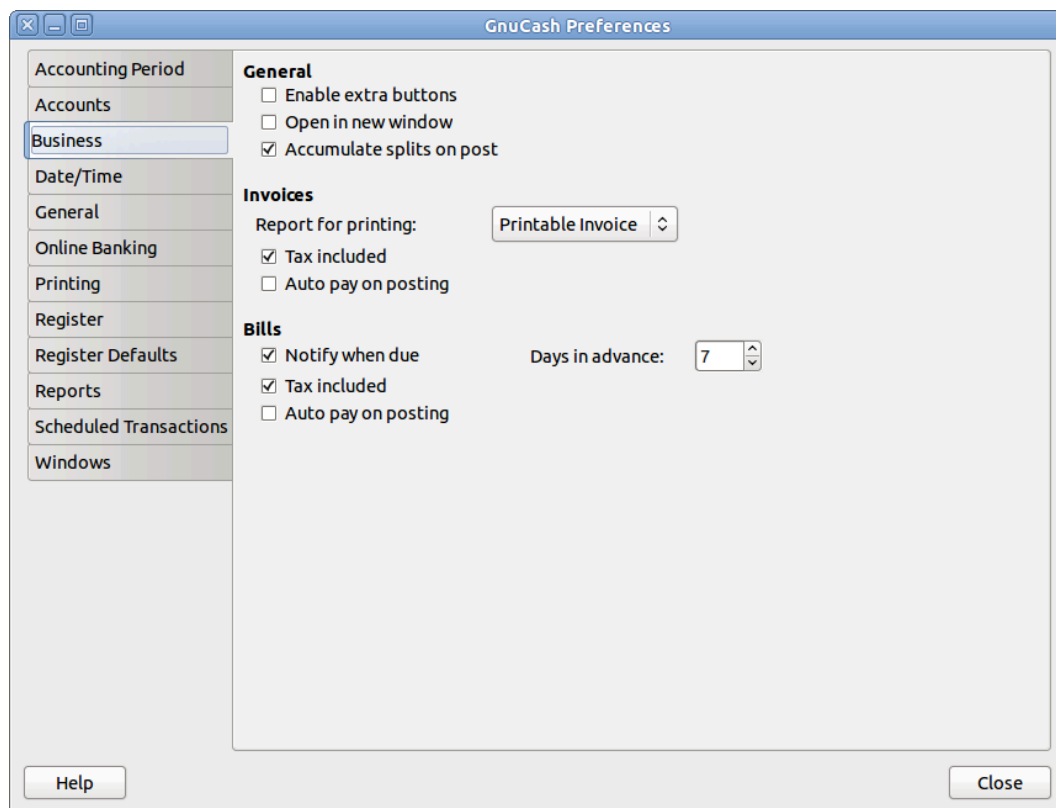 GnuCash Preferences
Accounting Period
Accounts
Business
Date/Time
General
Online Banking
Printing
Register
Register Defaults
Reports
Scheduled Transactions
Windows
General
Enable extra buttons
Open in new window
Accumulate splits on post
Invoices
Report for printing: Printable Invoice
Tax included
Auto pay on posting
Bills
Notify when due Days in advance: 7
Tax included
Auto pay on posting
Help Close